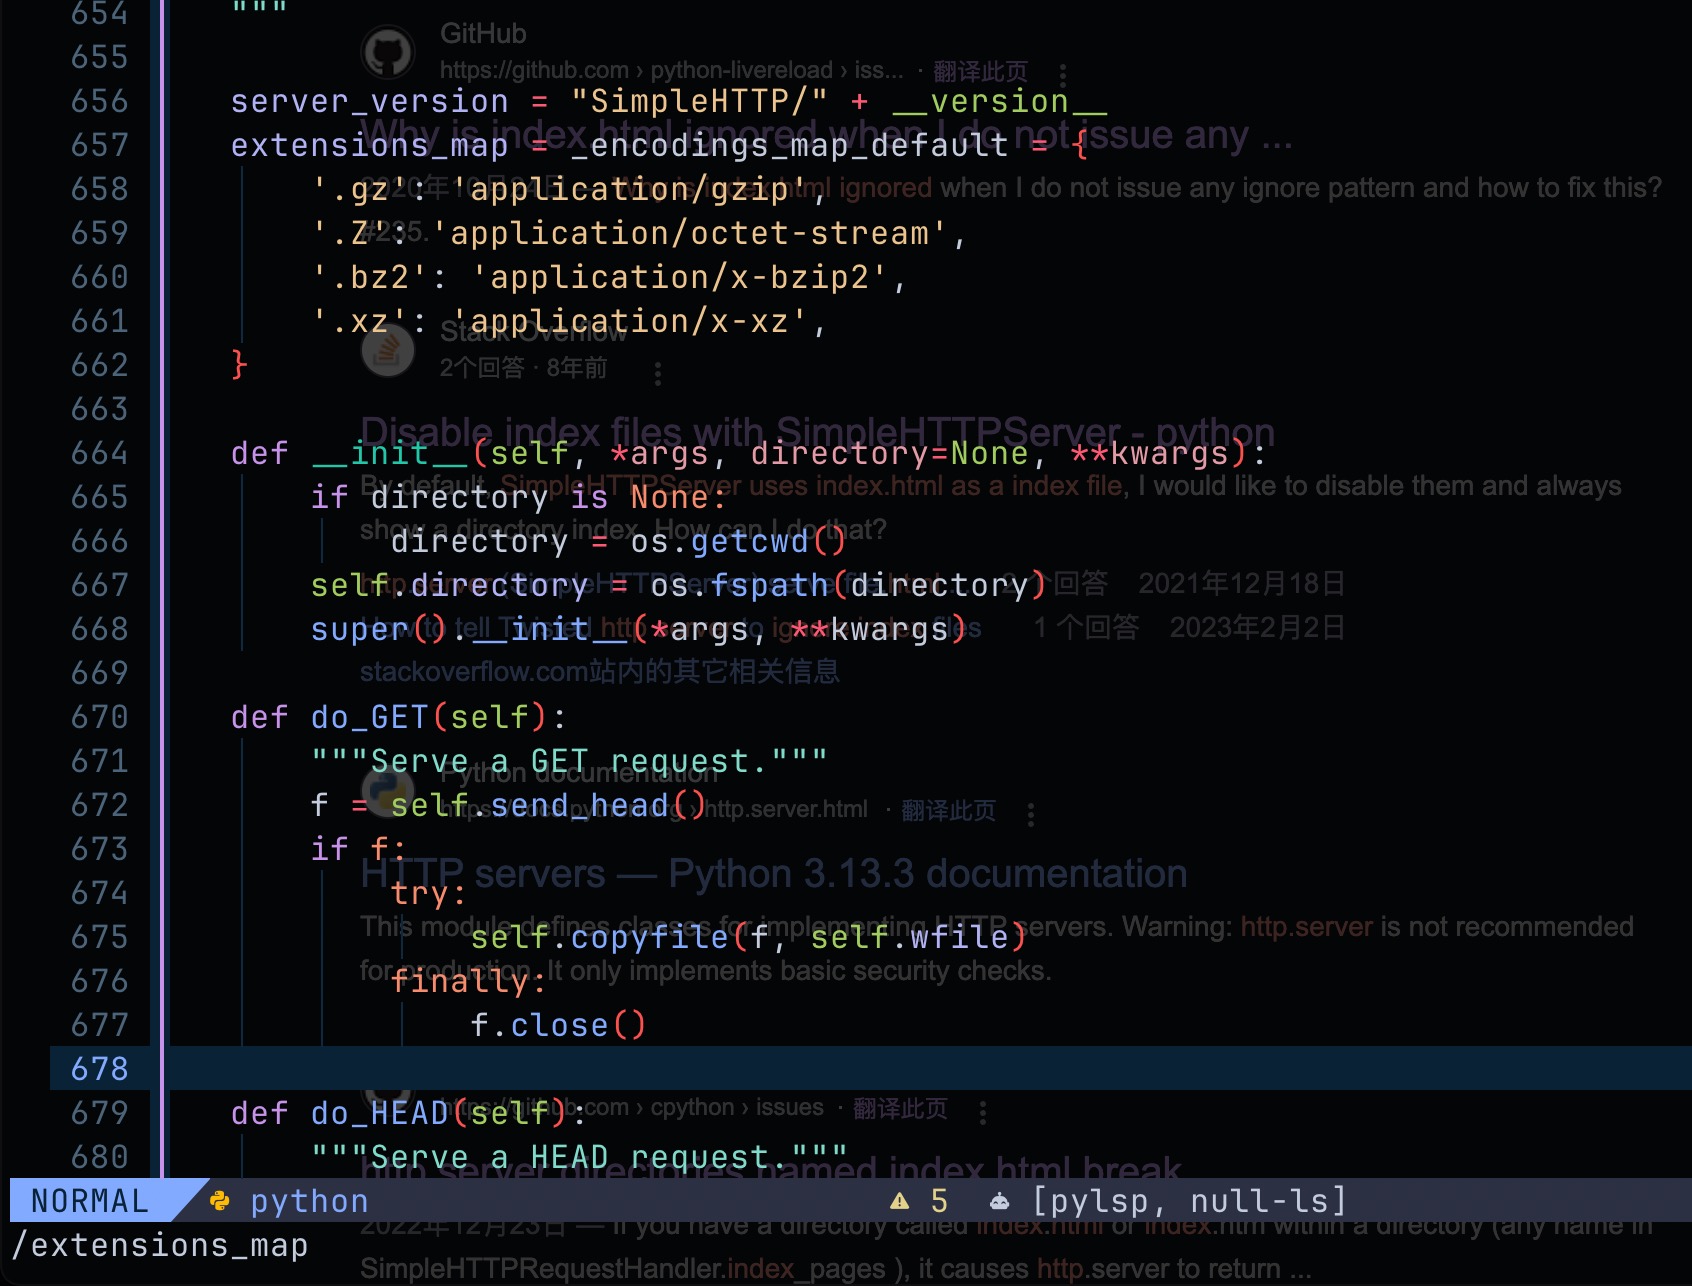 654 """
GitHub
655
https://github.com › python-livereload › iss... · 翻译此页
656 server_version = "SimpleHTTP/" + __version__
Why is index.html ignored when I do not issue any ...
657 extensions_map = _encodings_map_default = {
658 '.gz': 'application/gzip',
2020年10月24日 — Why is index.html ignored when I do not issue any ignore pattern and how to fix this?
659 '.Z': 'application/octet-stream',
#235.
660 '.bz2': 'application/x-bzip2',
661 '.xz': 'application/x-xz',
Stack Overflow
662 }
2个回答 · 8年前
663
Disable index files with SimpleHTTPServer - python
664 def __init__(self, *args, directory=None, **kwargs):
By default, SimpleHTTPServer uses index.html as a index file, I would like to disable them and always
665 if directory is None:
show a directory index. How can I do that?
666 directory = os.getcwd()
667 self.directory = os.fspath(directory)
http.server (SimpleHTTPServer) serve file.html 2个回答 2021年12月18日
668 super().__init__(*args, **kwargs)
How to tell Twisted http server to ignore index files 1 个回答 2023年2月2日
669
stackoverflow.com站内的其它相关信息
670 def do_GET(self):
671 """Serve a GET request."""
Python documentation
672 f = self.send_head()
https://docs.python.org › http.server.html · 翻译此页
673 if f:
HTTP servers — Python 3.13.3 documentation
674 try:
This module defines classes for implementing HTTP servers. Warning: http.server is not recommended
675 self.copyfile(f, self.wfile)
for production. It only implements basic security checks.
676 finally:
677 f.close()
678
679 def do_HEAD(self):
https://github.com › cpython › issues · 翻译此页
680 """Serve a HEAD request."""
http.server directories named index.html break
NORMAL python 5 [pylsp, null-ls]
2022年12月23日 — If you have a directory called index.html or index.htm within a directory (any name in
/extensions_map
SimpleHTTPRequestHandler.index_pages ), it causes http.server to return ...